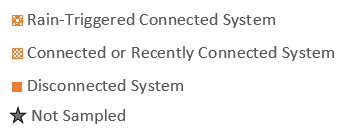 Rain-Triggered Connected System
Connected or Recently Connected System
Disconnected System
Not Sampled